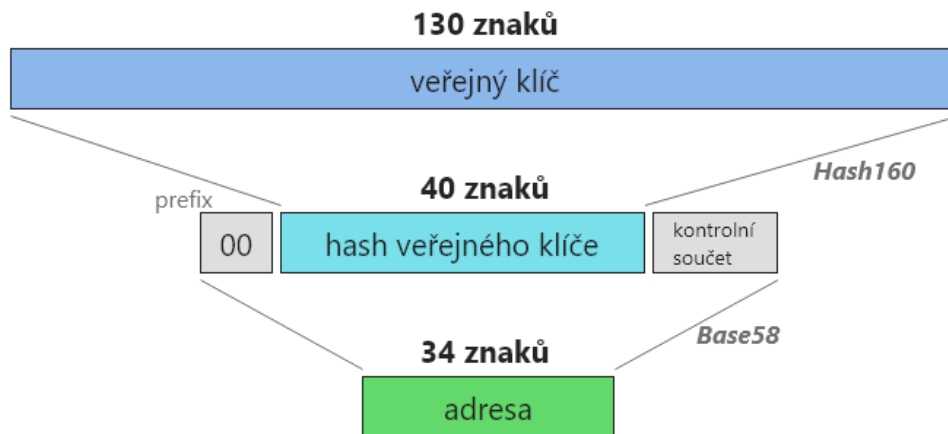 130 znaků
veřejný klíč
Hash160
40 znaků
prefix
00
hash veřejného klíče
kontrolní
součet
Base58
34 znaků
adresa